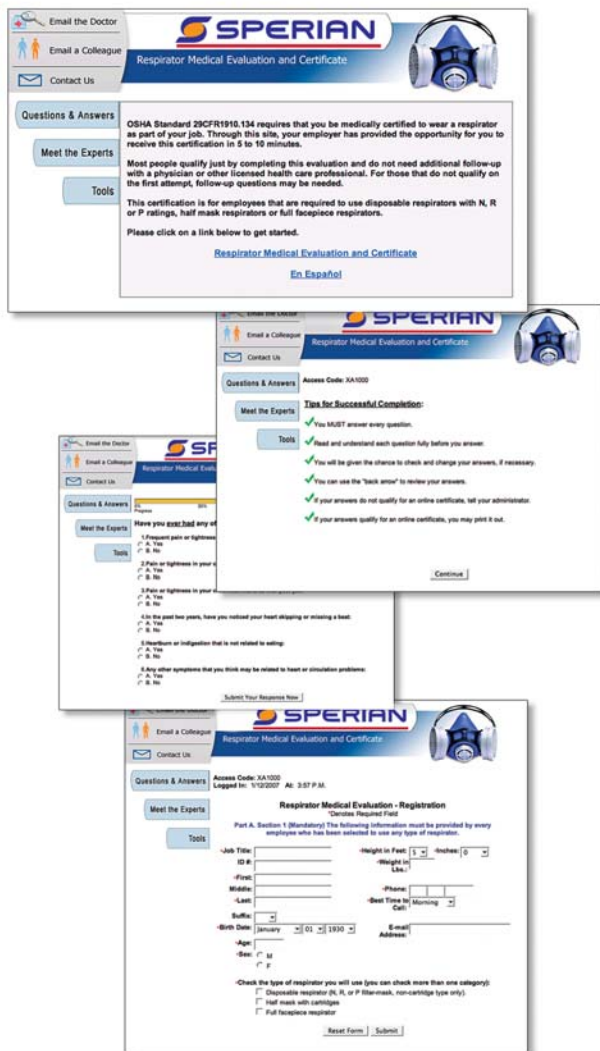 Email the Doctor
Email a Colleague
Contact Us
SPERIAN
Respirator Medical Evaluation and Certificate
Questions & Answers
Meet the Experts
Tools
OSHA Standard 29CFR1910.134 requires that you be medically certified to wear a respirator
as part of your job. Through this site, your employer has provided the opportunity for you to
receive this certification in 5 to 10 minutes.
Most people qualify just by completing this evaluation and do not need additional follow-up
with a physician or other licensed health care professional. For those that do not qualify on
the first attempt, follow-up questions may be needed.
This certification is for employees that are required to use disposable respirators with N, R
or P ratings, half mask respirators or full facepiece respirators.
Please click on a link below to get started.
Respirator Medical Evaluation and Certificate
En Español
Email the Doctor
Email a Colleague
Contact Us
SPERIAN
Respirator Medical Evaluation and Certificate
Questions & Answers
Meet the Experts
Tools
Access Code: XA1000
Tips for Successful Completion:
You MUST answer every question.
Read and understand each question fully before you answer.
You will be given the chance to check and change your answers, if necessary.
You can use the "back arrow" to review your answers.
If your answers do not qualify for an online certificate, tell your administrator.
If your answers qualify for an online certificate, you may print it out.
Continue
Email the Doctor
Email a Colleague
Contact Us
SP
Respirator Medical Evalu
Questions & Answers
Meet the Experts
Tools
Progress
Have you ever had any of
1.Frequent pain or tightness
A. Yes
B. No
2.Pain or tightness in your c
A. Yes
B. No
3.Pain or tightness in your
A. Yes
B. No
4.In the past two years, have you noticed your heart skipping or missing a beat:
A. Yes
B. No
5.Heartburn or indigestion that is not related to eating:
A. Yes
B. No
6.Any other symptoms that you think may be related to heart or circulation problems:
A. Yes
B. No
Submit Your Response Now
Email a Colleague
Contact Us
SPERIAN
Respirator Medical Evaluation and Certificate
Questions & Answers
Meet the Experts
Tools
Access Code: XA1000
Logged In: 1/12/2007 At: 3:57 P.M.
Respirator Medical Evaluation - Registration
*Denotes Required Field
Part A. Section 1 (Mandatory) The following information must be provided by every
employee who has been selected to use any type of respirator.
*Job Title:
*Height in Feet: 5 *Inches: 0
ID #:
*Weight in Lbs.:
*First:
Middle:
*Phone:
*Last:
*Best Time to Call: Morning
Suffix:
*Birth Date: January 01 1930
E-mail Address:
*Age:
*Sex: M
F
*Check the type of respirator you will use (you can check more than one category):
Disposable respirator (N, R, or P filter-mask, non-cartridge type only).
Half mask with cartridges
Full facepiece respirator
Reset Form Submit